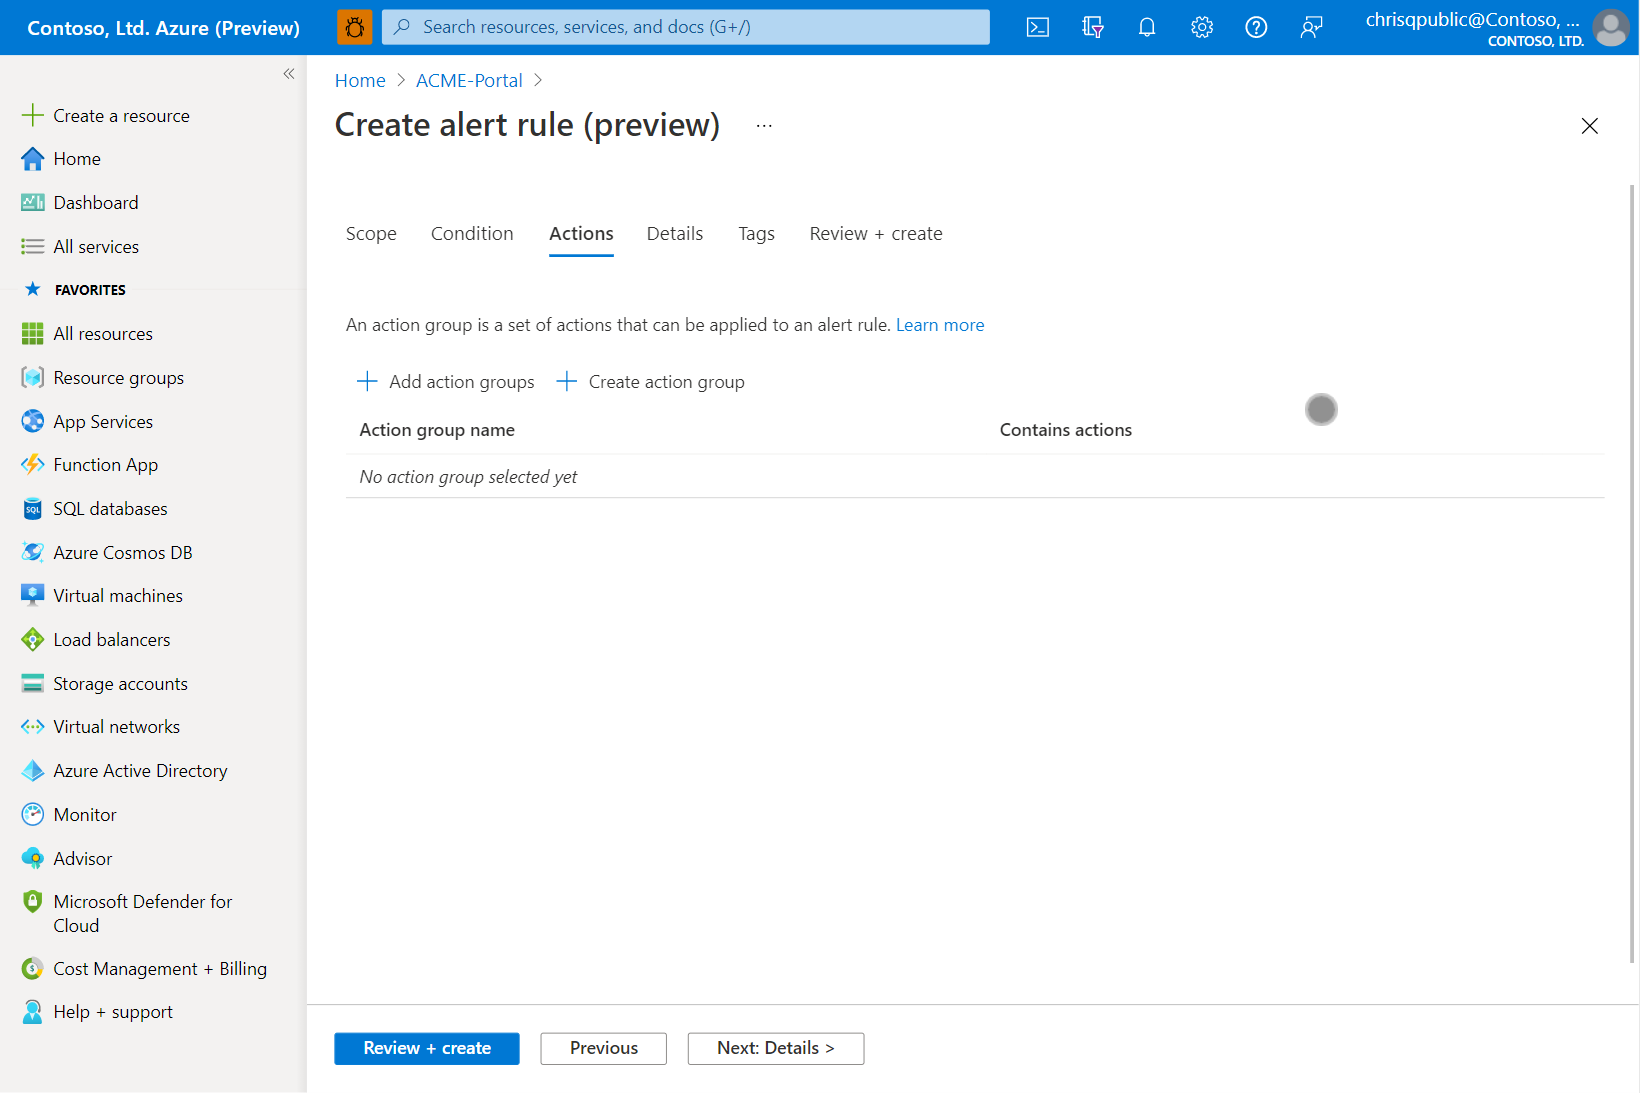 Contoso, Ltd. Azure (Preview)
Search resources, services, and docs (G+/)
chrisqpublic@Contoso, ...
CONTOSO, LTD.
Create a resource
Home
Dashboard
All services
FAVORITES
All resources
Resource groups
App Services
Function App
SQL
SQL databases
Azure Cosmos DB
Virtual machines
Load balancers
Storage accounts
Virtual networks
Azure Active Directory
Monitor
Advisor
Microsoft Defender for
Cloud
Cost Management + Billing
Help + support
Home > ACME-Portal >
Create alert rule (preview) ...
Scope Condition Actions Details Tags Review + create
An action group is a set of actions that can be applied to an alert rule. Learn more
+ Add action groups + Create action group
Action group name Contains actions
No action group selected yet
Review + create Previous Next: Details >